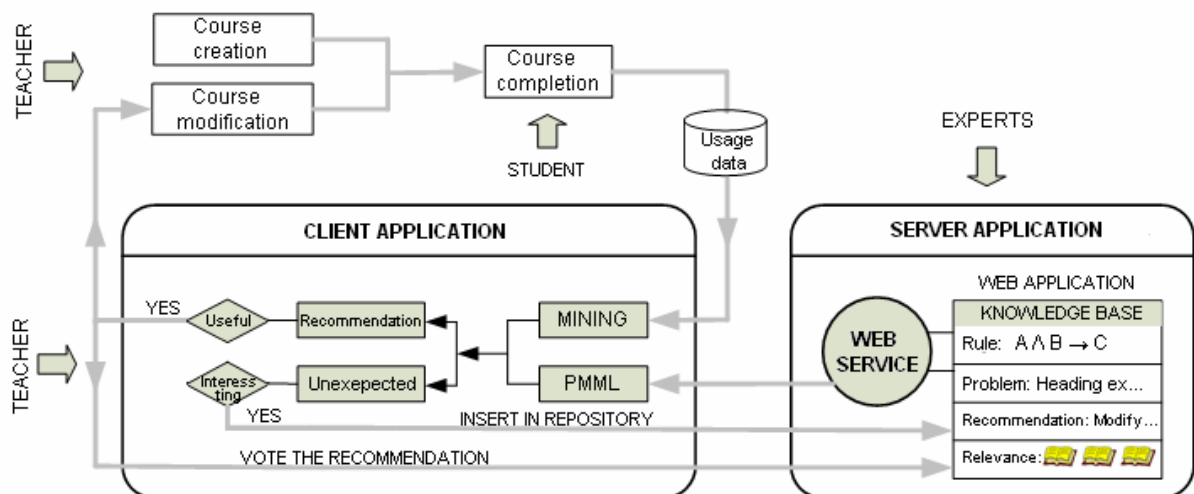 TEACHER
Course
creation
Course
modification
Course
completion
STUDENT
Usage
data
EXPERTS
CLIENT APPLICATION
SERVER APPLICATION
WEB APPLICATION
KNOWLEDGE BASE
Rule: A Λ B → C
Problem: Heading ex...
Recommendation: Modify...
Relevance:
WEB
SERVICE
TEACHER
YES
Useful
Recommendation
MINING
Interess
ting
Unexepected
PMML
YES
INSERT IN REPOSITORY
VOTE THE RECOMMENDATION